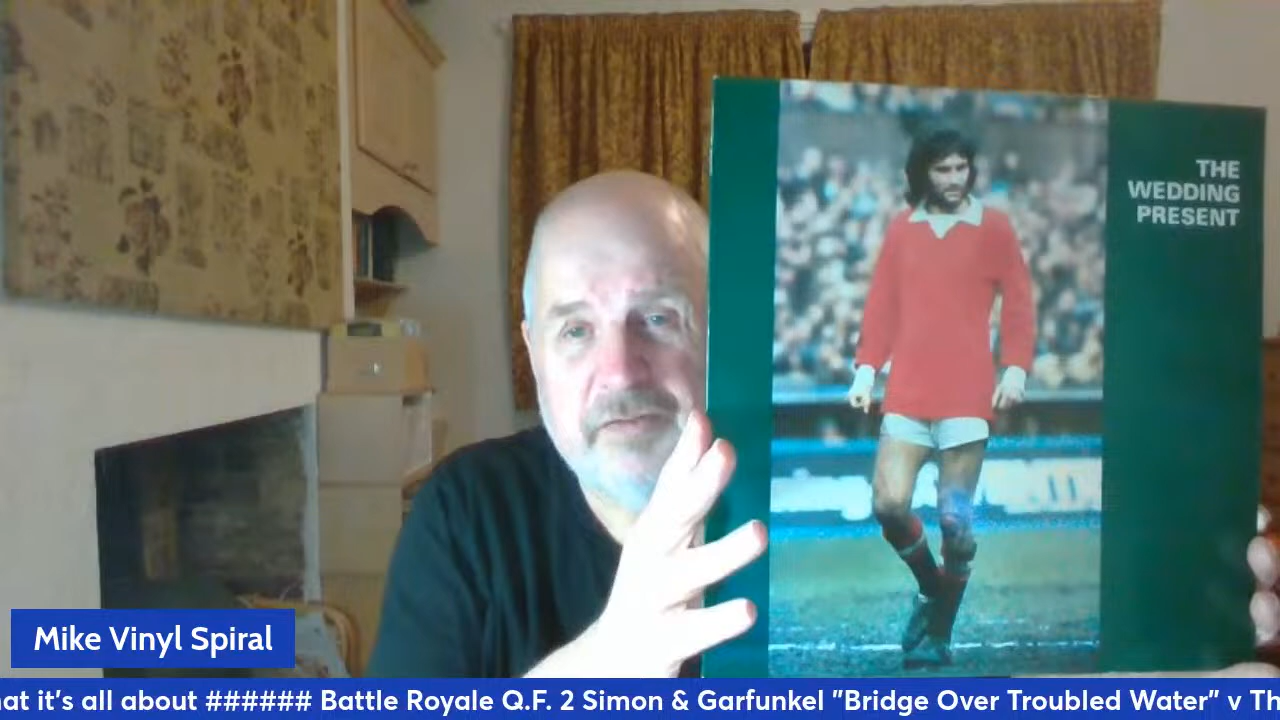 THE
WEDDING
PRESENT
Mike Vinyl Spiral
at it's all about ###### Battle Royale Q.F. 2 Simon & Garfunkel "Bridge Over Troubled Water" v Th